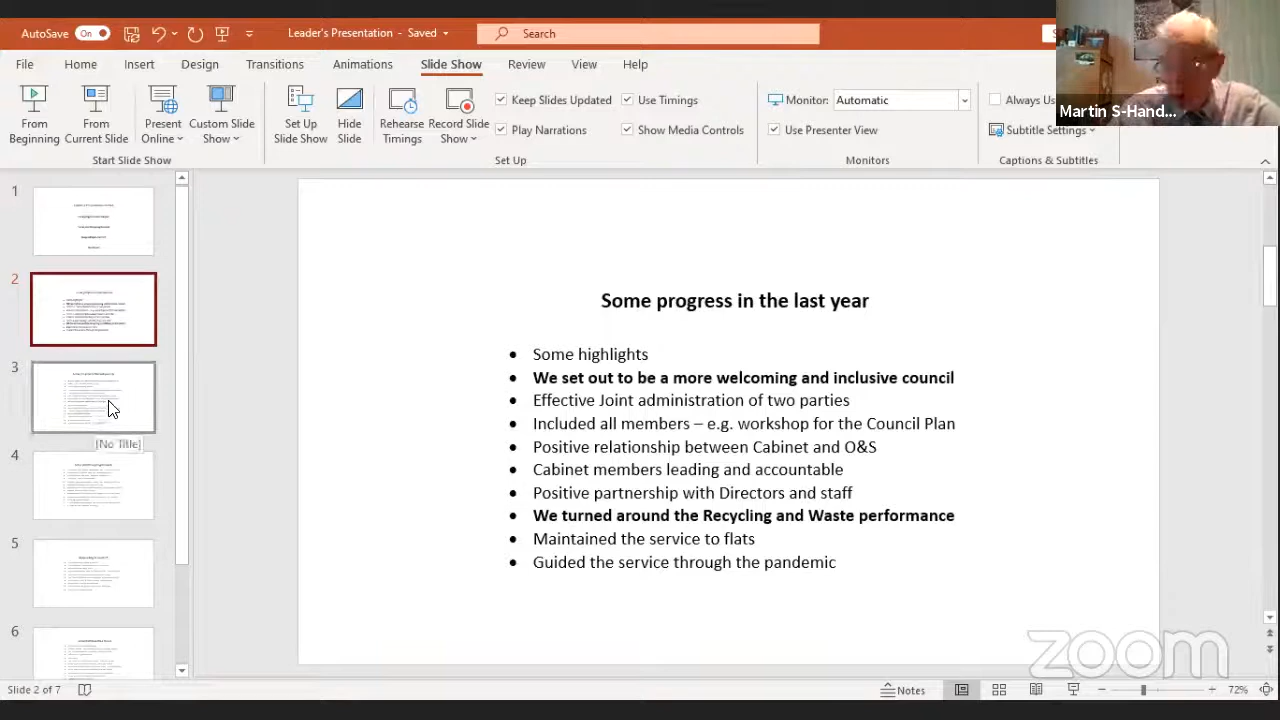 AutoSave
On
Leader's Presentation - Saved
Search
Martin S-Hand...
File
Home
Insert
Design
Transitions
Animations
Slide Show
Review
View
Help
From Beginning
From Current Slide
Present Online
Custom Slide Show
Start Slide Show
Set Up Slide Show
Hide Slide
Rehearse Timings
Record Slide Show
Keep Slides Updated
Play Narrations
Use Timings
Show Media Controls
Set Up
Monitor:
Automatic
Use Presenter View
Monitors
Always
Subtitle Settings
Captions & Subtitles
1
2
3
[No Title]
4
5
6
Some progress in the last year
• Some highlights
• We set out to be a more welcoming and inclusive council
• Effective Joint administration of two parties
• Included all members – e.g. workshop for the Council Plan
• Positive relationship between Cabinet and O&S
• Cabinet members leading and accountable
• Positive partnership with Directors and staff
• We turned around the Recycling and Waste performance
• Maintained the service to flats
• Guided the service through the pandemic
zoom
Slide 2 of 7
Notes
72%